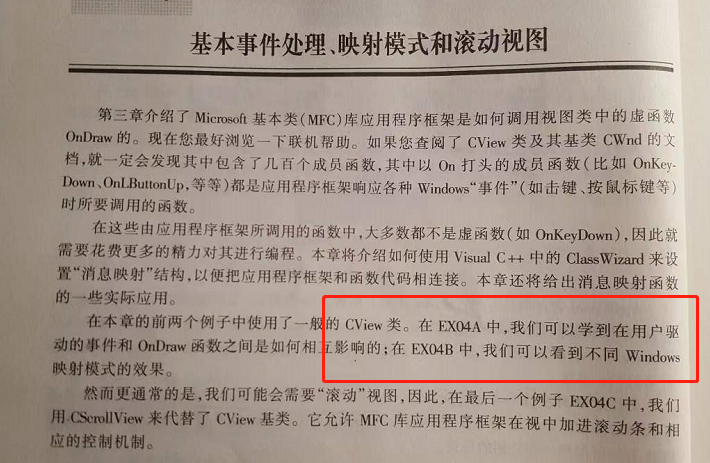 基本事件处理、映射模式和滚动视图
第三章介绍了 Microsoft 基本类(MFC)库应用程序框架是如何调用视图类中的虚函数
OnDraw 的。现在您最好浏览一下联机帮助。如果您查阅了 CView 类及其基类 CWnd 的文
档,就一定会发现其中包含了几百个成员函数,其中以 On 打头的成员函数(比如 OnKey-
Down、OnLButtonUp,等等)都是应用程序框架响应各种 Windows“事件”(如击键、按鼠标键等)
时所要调用的函数。
在这些由应用程序框架所调用的函数中,大多数都不是虚函数(如 OnKeyDown),因此就
需要花费更多的精力对其进行编程。本章将介绍如何使用 Visual C++ 中的 ClassWizard 来设
置“消息映射”结构,以便把应用程序框架和函数代码相连接。本章还将给出消息映射函数
的一些实际应用。
在本章的前两个例子中使用了一般的 CView 类。在 EX04A 中,我们可以学到在用户驱
动的事件和 OnDraw 函数之间是如何相互影响的;在 EX04B 中,我们可以看到不同 Windows
映射模式的效果。
然而更通常的是,我们可能会需要“滚动”视图,因此,在最后一个例子 EX04C 中,我们
用 CScrollView 来代替了 CView 基类。它允许 MFC 库应用程序框架在视中加进滚动条和相
应的控制机制。